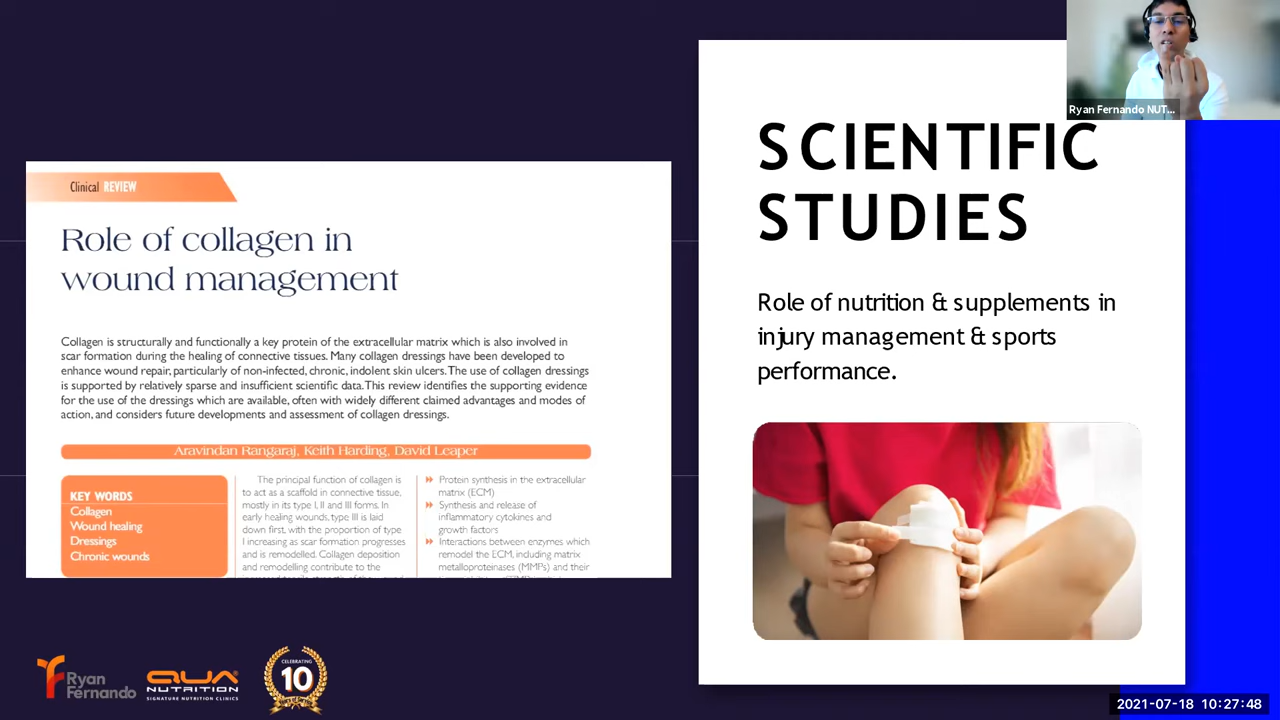 Clinical REVIEW
Role of collagen in
wound management
Collagen is structurally and functionally a key protein of the extracellular matrix which is also involved in
scar formation during the healing of connective tissues. Many collagen dressings have been developed to
enhance wound repair, particularly of non-infected, chronic, indolent skin ulcers. The use of collagen dressings
is supported by relatively sparse and insufficient scientific data. This review identifies the supporting evidence
for the use of the dressings which are available, often with widely different claimed advantages and modes of
action, and considers future developments and assessment of collagen dressings.
Aravindan Rangaraj, Keith Harding, David Leaper
KEY WORDS
Collagen
Wound healing
Dressings
Chronic wounds
The principal function of collagen is
to act as a scaffold in connective tissue,
mostly in its type I, II and III forms. In
early healing wounds, type III is laid
down first, with the proportion of type
I increasing as scar formation progresses
and is remodelled. Collagen deposition
and remodelling contribute to the
Protein synthesis in the extracellular
matrix (ECM)
Synthesis and release of
inflammatory cytokines and
growth factors
Interactions between enzymes which
remodel the ECM, including matrix
metalloproteinases (MMPs) and their
SCIENTIFIC
STUDIES
Role of nutrition & supplements in
injury management & sports
performance.
Ryan Fernando NUT...
Ryan
Fernando
QUA
NUTRITION
SIGNATURE NUTRITION CLINICS
CELEBRATING
10
2021-07-18 10:27:48